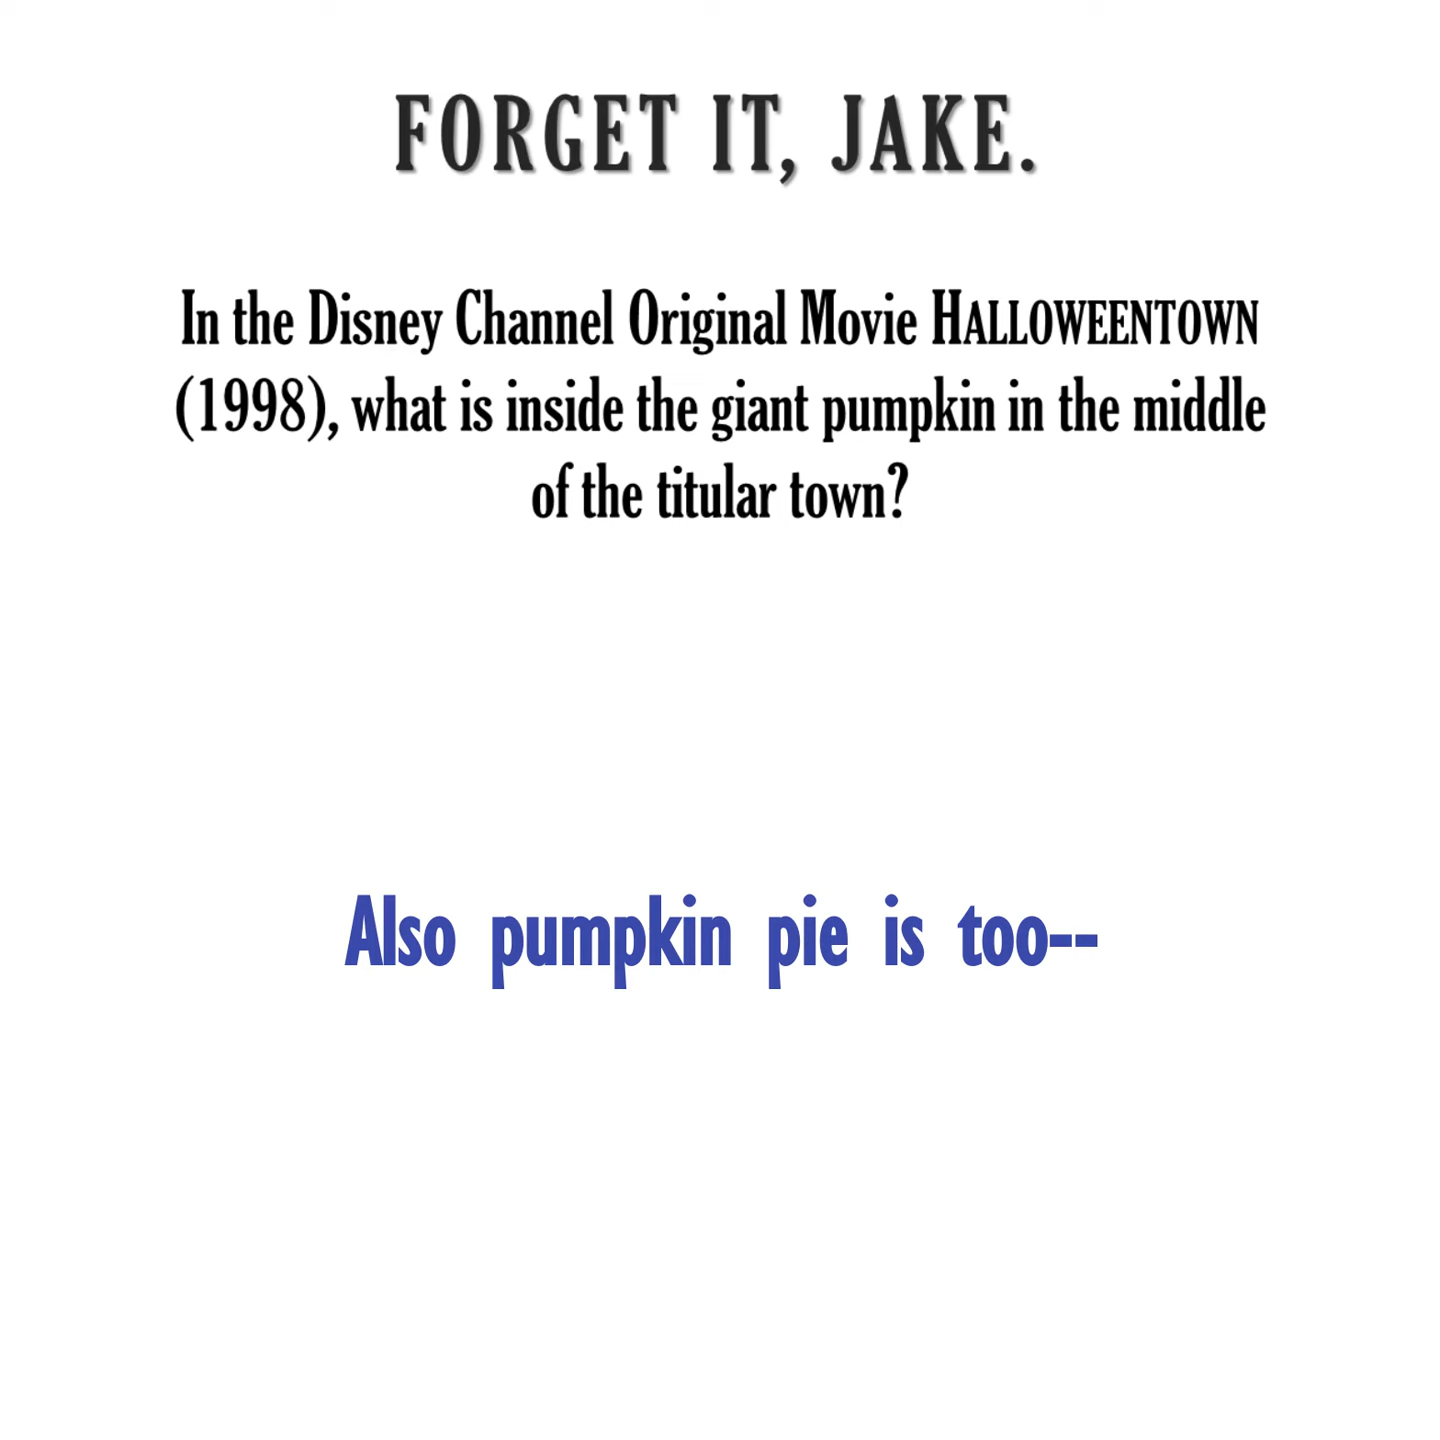 FORGET IT, JAKE.
In the Disney Channel Original Movie HALLOWEENTOWN
(1998), what is inside the giant pumpkin in the middle
of the titular town?
Also pumpkin pie is too--